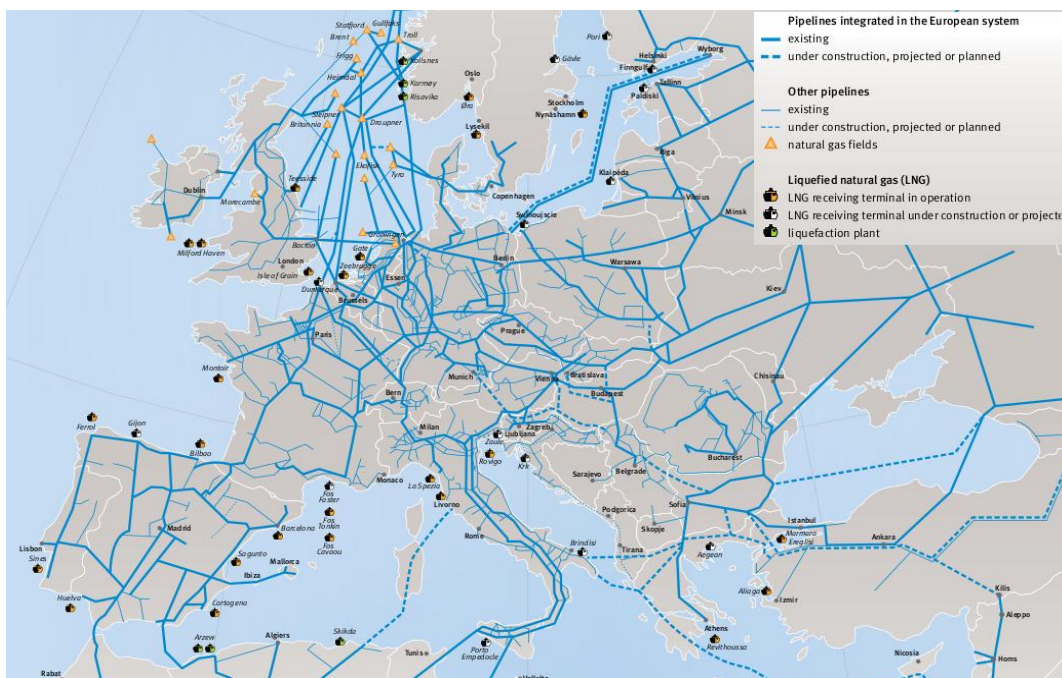 Pipelines integrated in the European system
existing
under construction, projected or planned
Other pipelines
existing
under construction, projected or planned
natural gas fields
Liquefied natural gas (LNG)
LNG receiving terminal in operation
LNG receiving terminal under construction or projecte
liquefaction plant
Statfjord
Gullfaks
Brent
Troll
Frigg
Kollsnes
Heimdal
Karmøy
Risavika
Sleipner
Britannia
Draupner
Ekofisk
Tyra
Oslo
Øra
Lysekil
Gävle
Stockholm
Nynäshamn
Pori
Helsinki
Finngulf
Wyborg
Tallinn
Paldiski
Riga
Klaipėda
Vilnius
Minsk
Copenhagen
Swinoujscie
Dublin
Morecambe
Teesside
Milford Haven
Bacton
London
Isle of Grain
Dunkerque
Groningen
Gate
Zeebrugge
Essen
Brussels
Berlin
Warsawa
Kiev
Prague
Paris
Montoir
Munich
Vienna
Bratislava
Budapest
Chisinau
Bern
Milan
Ljubljana
Zagreb
Zaule
Rovigo
Krk
Bucharest
Belgrade
Sarajevo
Ferrol
Gijon
Bilbao
Monaco
La Spezia
Livorno
Fos
Faster
Fos
Tonkin
Fos
Cavaou
Podgorica
Sofia
Skopje
Tirana
Istanbul
Marmara
Ereglisi
Ankara
Madrid
Barcelona
Rome
Brindisi
Aegean
Lisbon
Sines
Sagunto
Mallorca
Ibiza
Aliaga
Izmir
Kilis
Aleppo
Huelva
Cartagena
Athens
Revithoussa
Arzew
Algiers
Skikda
Tunis
Porto
Empedocle
Nicosia
Homs
Rabat